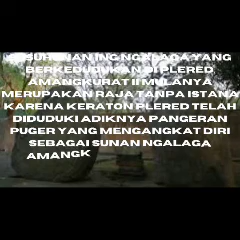 SUSUHUNAN ING NGALAGA YANG
BERKEDUDUKAN DI PLERED
AMANGKURAT II MULANYA
MERUPAKAN RAJA TANPA ISTANA
KARENA KERATON PLERED TELAH
DIDUDUKI ADIKNYA PANGERAN
PUGER YANG MENGANGKAT DIRI
SEBAGAI SUNAN NGALAGA
AMANGK